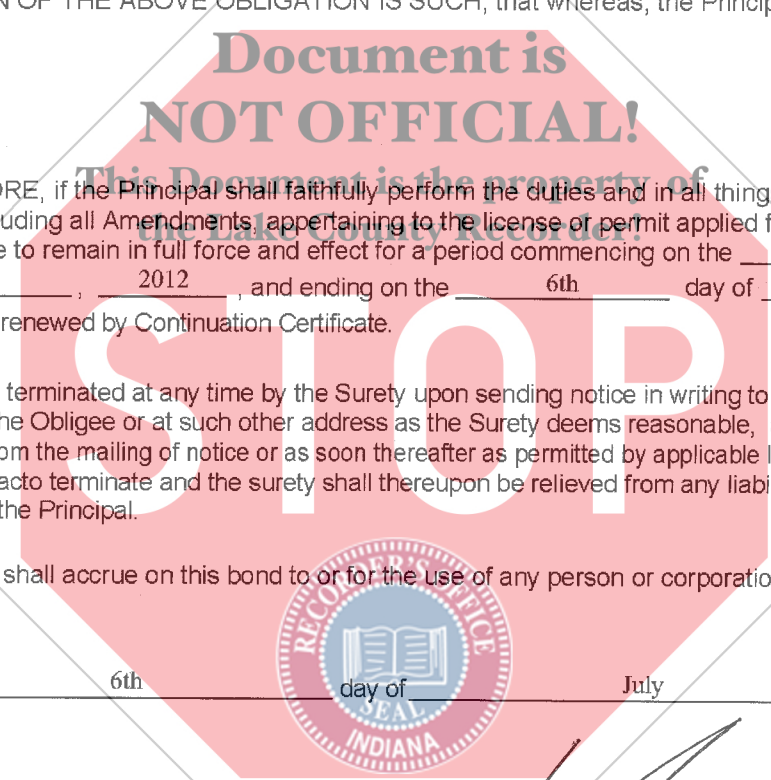 N OF THE ABOVE OBLIGATION IS SUCH, that whereas, the Princip
Document is
NOT OFFICIAL!
This Document is the property of
the Lake County Recorder!
ORE, if the Principal shall faithfully perform the duties and in all thing
uding all Amendments, appertaining to the license or permit applied f
e to remain in full force and effect for a period commencing on the
, 2012 , and ending on the 6th day of
renewed by Continuation Certificate.
STOP
terminated at any time by the Surety upon sending notice in writing to
he Obligee or at such other address as the Surety deems reasonable,
om the mailing of notice or as soon thereafter as permitted by applicable l
acto terminate and the surety shall thereupon be relieved from any liabi
the Principal.
shall accrue on this bond to or for the use of any person or corporatio
RECORDER'S OFFICE
SEAL
INDIANA
6th day of July